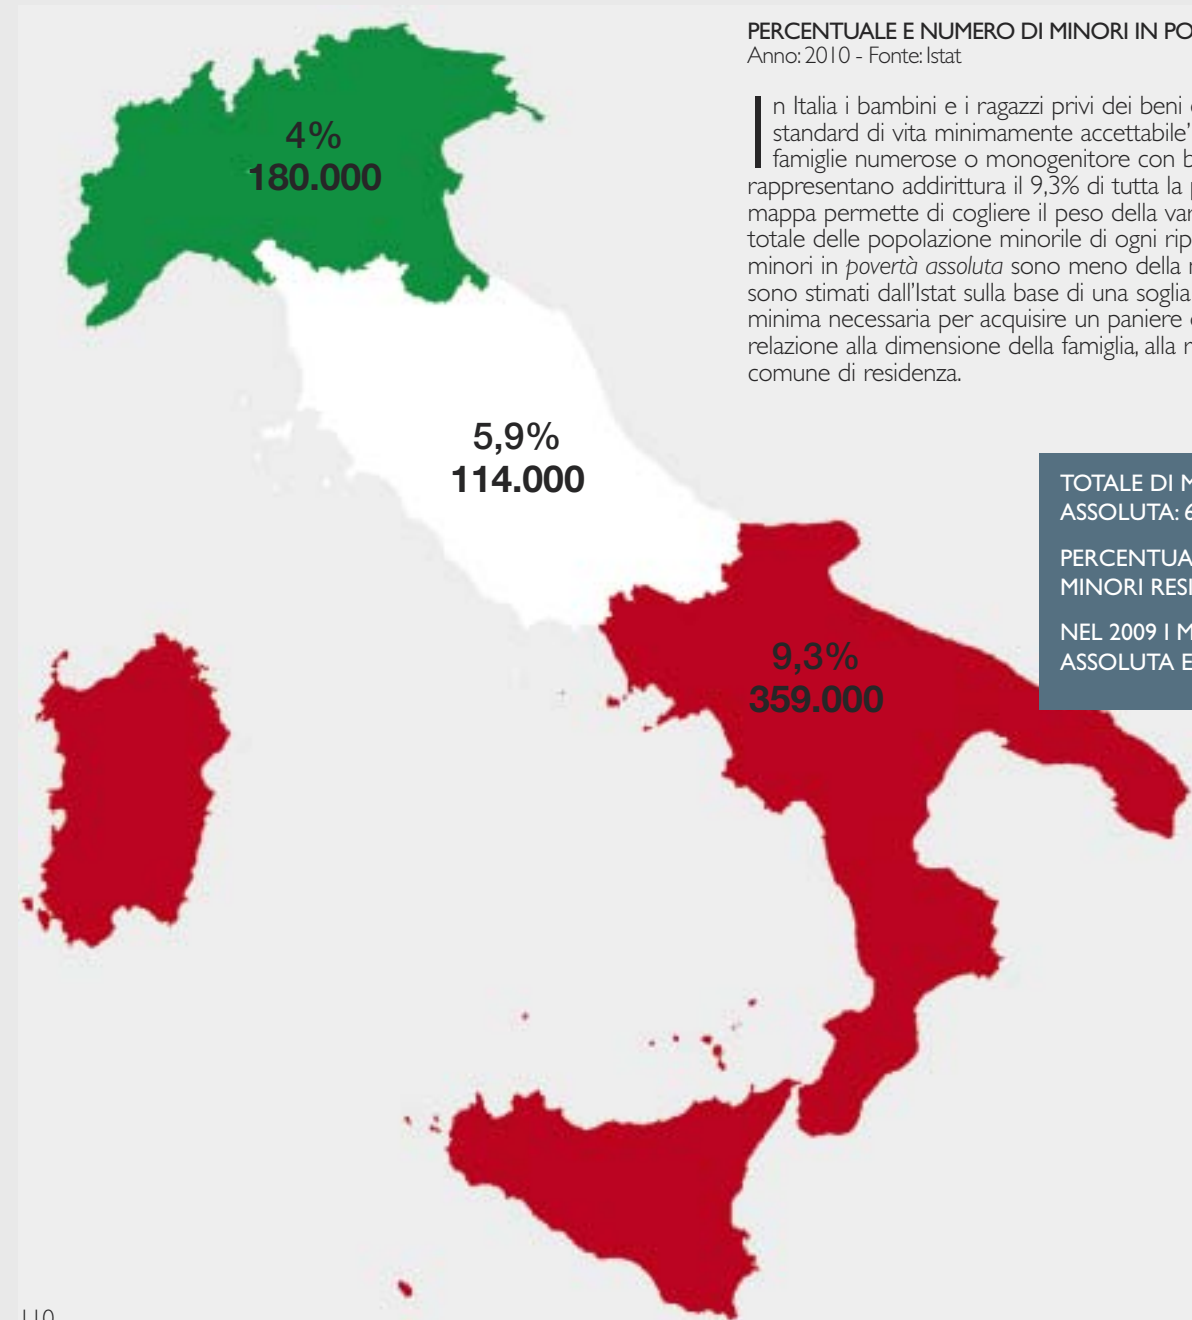 PERCENTUALE E NUMERO DI MINORI IN PO
Anno: 2010 - Fonte: Istat
In Italia i bambini e i ragazzi privi dei beni
standard di vita minimamente accettabile’
famiglie numerose o monogenitore con b
rappresentano addirittura il 9,3% di tutta la
mappa permette di cogliere il peso della var
totale delle popolazione minorile di ogni rip
minori in povertà assoluta sono meno della
sono stimati dall’Istat sulla base di una soglia
minima necessaria per acquisire un paniere
relazione alla dimensione della famiglia, alla
comune di residenza.
4%
180.000
5,9%
114.000
TOTALE DI M
ASSOLUTA: 6
PERCENTUA
MINORI RESI
NEL 2009 I M
ASSOLUTA E
9,3%
359.000
110